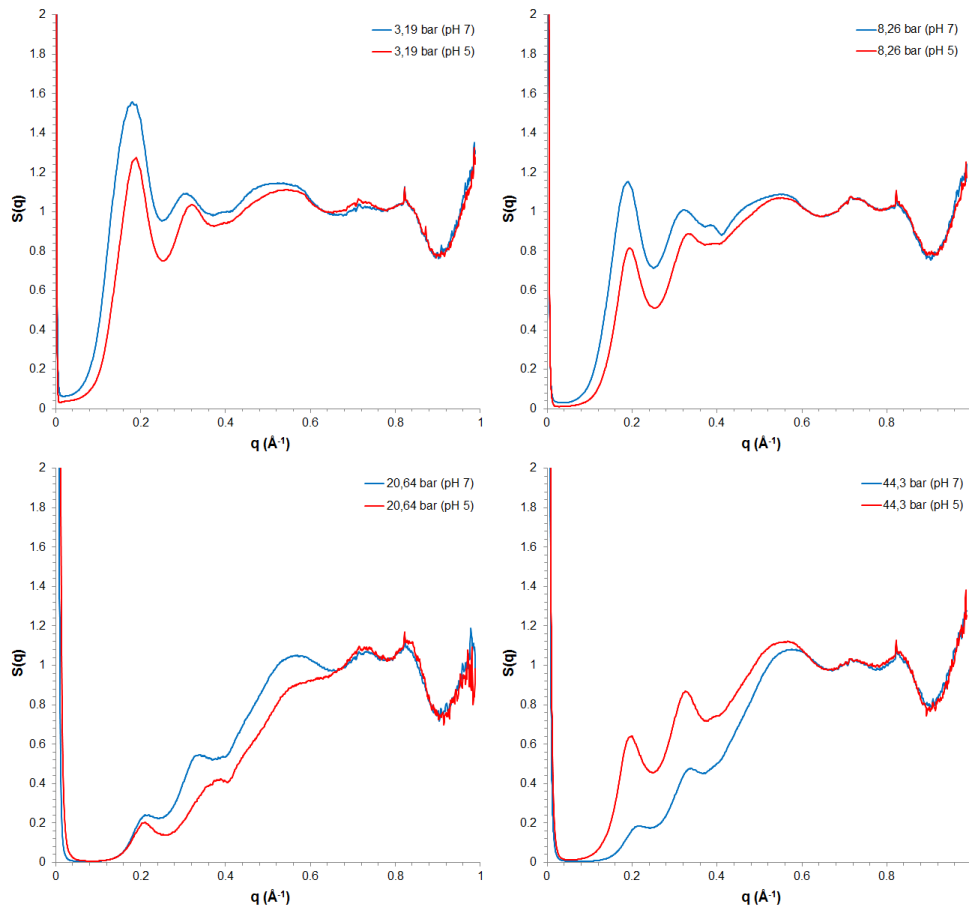 S(q)
2
1.8
1.6
1.4
1.2
1
0.8
0.6
0.4
0.2
0
0 0.2 0.4 0.6 0.8 1
q (Å⁻¹)
3,19 bar (pH 7)
3,19 bar (pH 5)
S(q)
2
1.8
1.6
1.4
1.2
1
0.8
0.6
0.4
0.2
0
0 0.2 0.4 0.6 0.8
q (Å⁻¹)
8,26 bar (pH 7)
8,26 bar (pH 5)
S(q)
2
1.8
1.6
1.4
1.2
1
0.8
0.6
0.4
0.2
0
0 0.2 0.4 0.6 0.8 1
q (Å⁻¹)
20,64 bar (pH 7)
20,64 bar (pH 5)
S(q)
2
1.8
1.6
1.4
1.2
1
0.8
0.6
0.4
0.2
0
0 0.2 0.4 0.6 0.8
q (Å⁻¹)
44,3 bar (pH 7)
44,3 bar (pH 5)